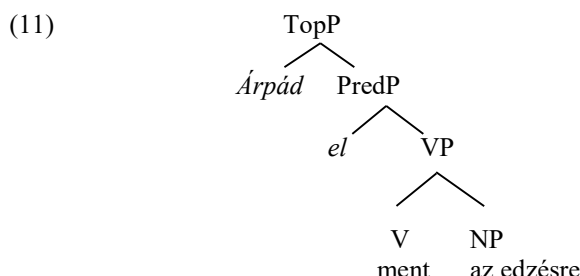 (11) TopP
Árpád PredP
el VP
V NP
ment az edzésre